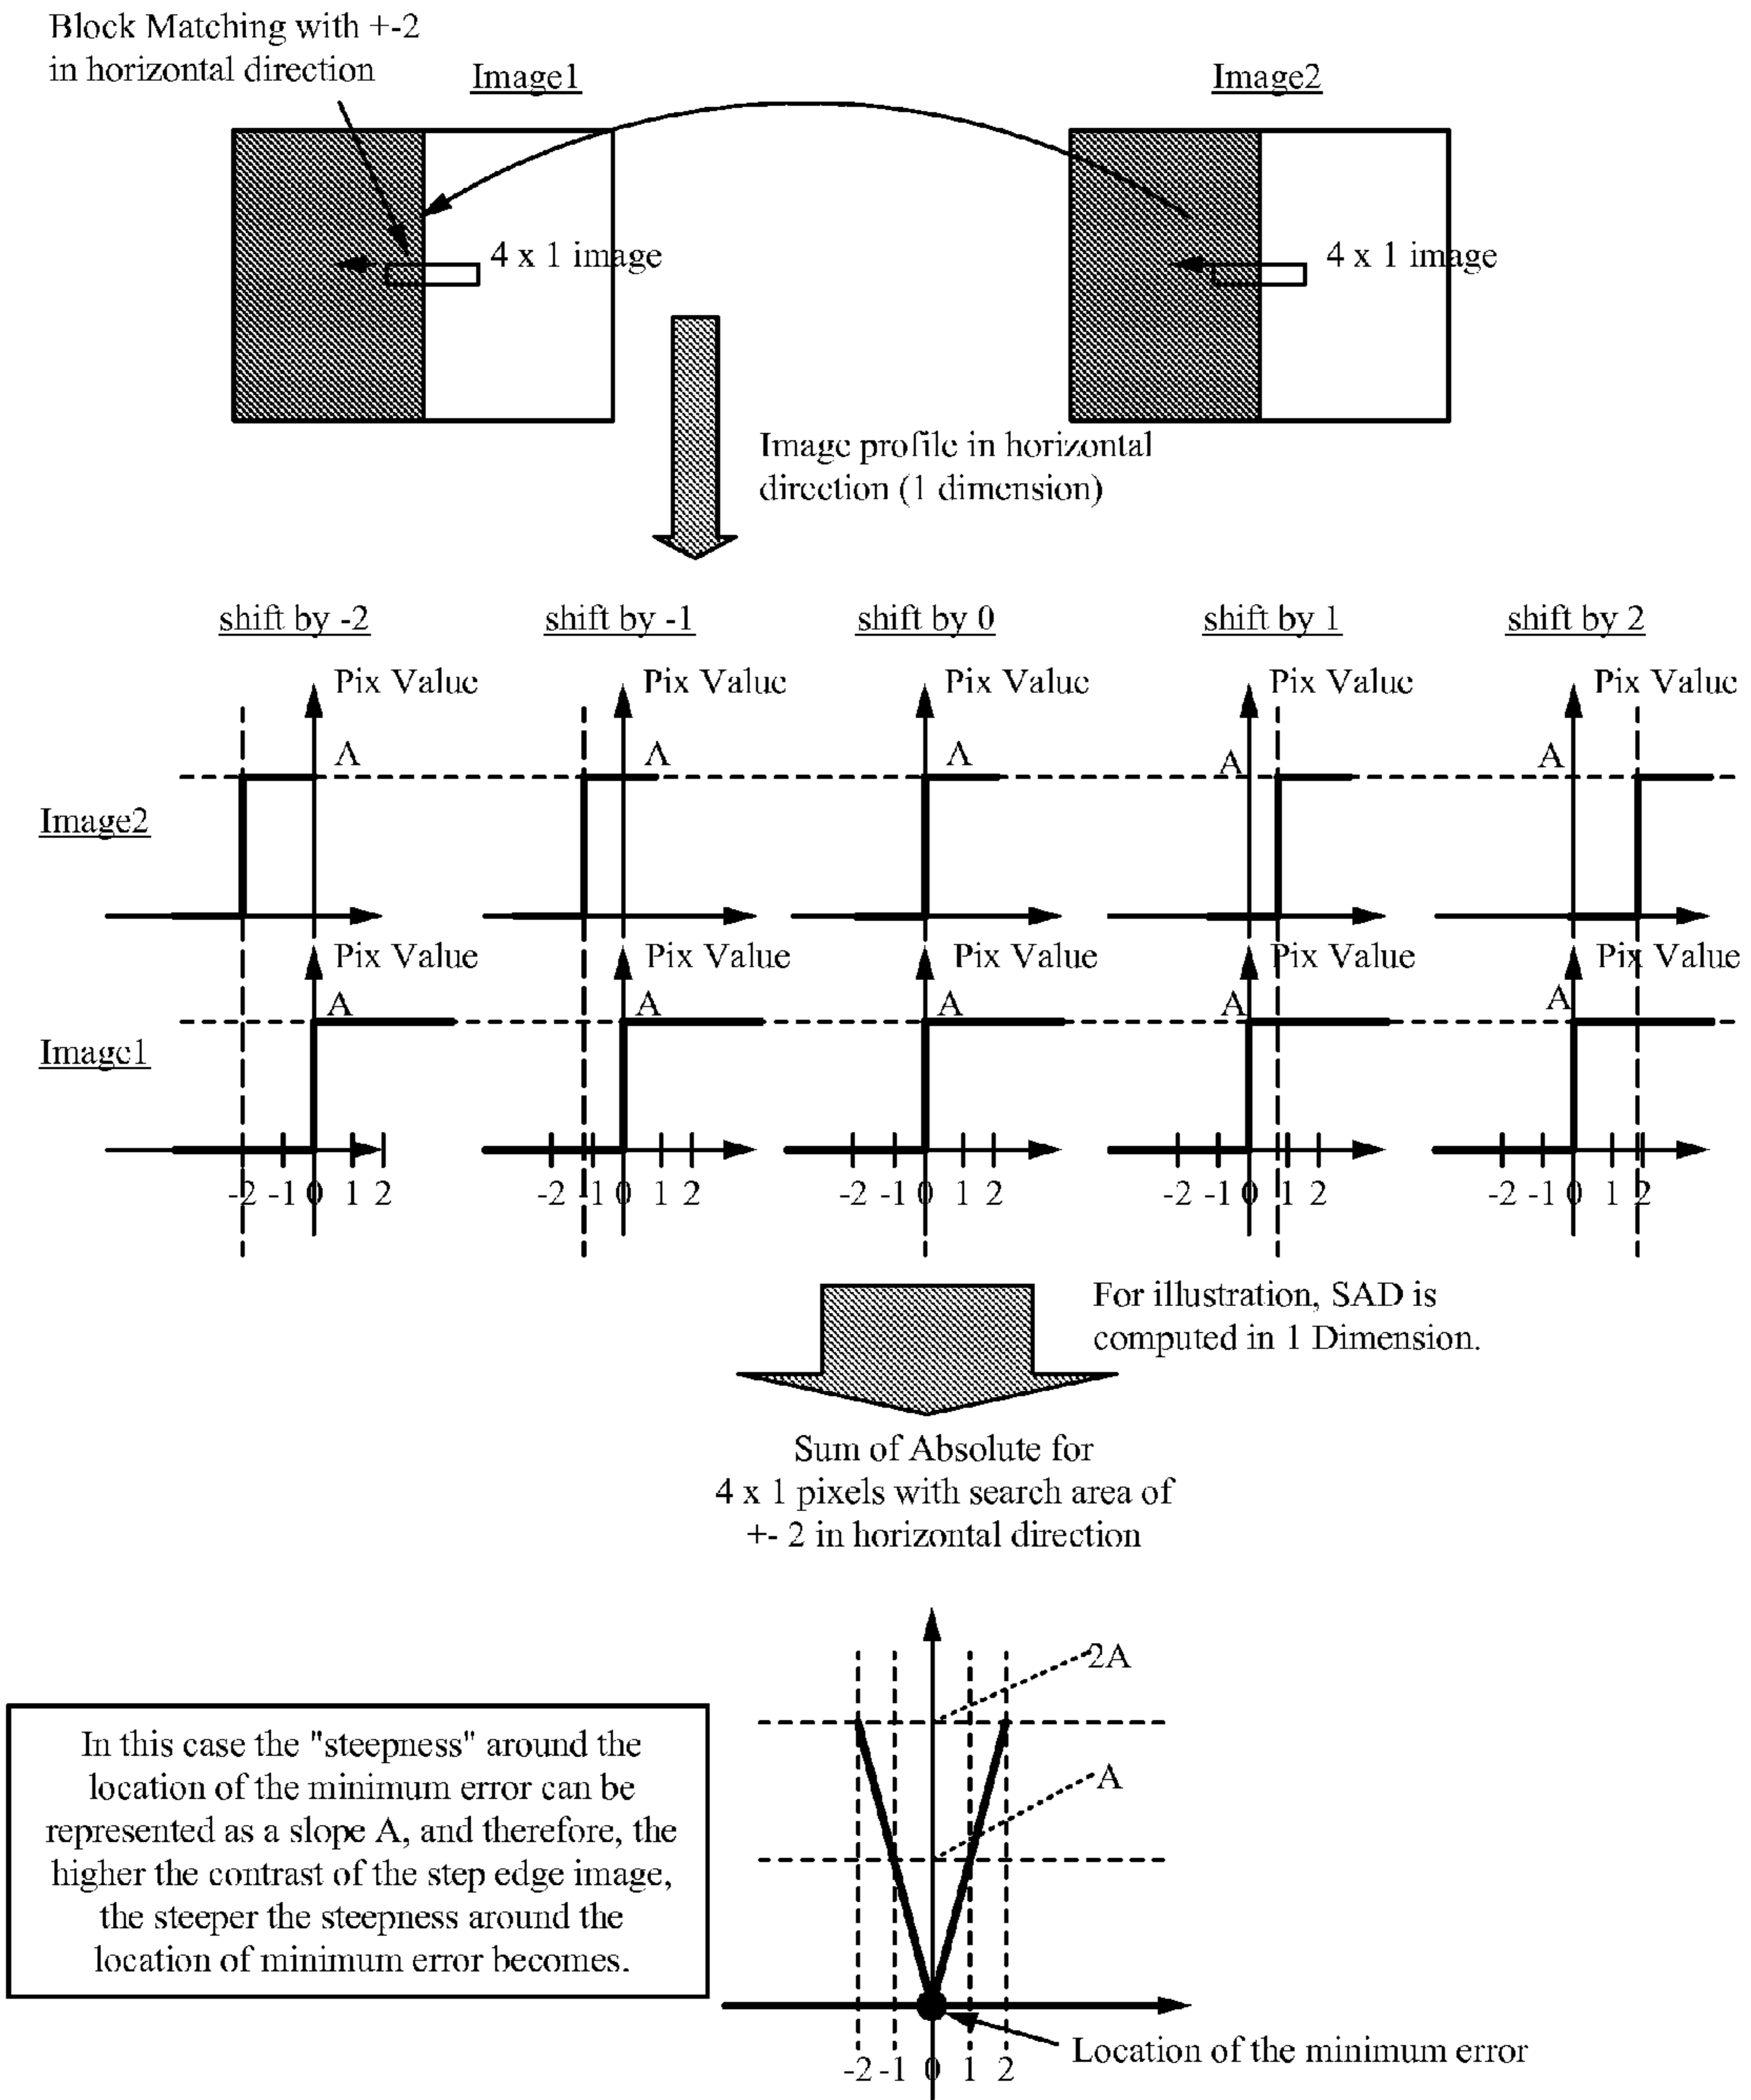 Block Matching with +-2
in horizontal direction
Image1
Image2
4 x 1 image
4 x 1 image
Image profile in horizontal
direction (1 dimension)
shift by -2
shift by -1
shift by 0
shift by 1
shift by 2
Pix Value
Pix Value
Pix Value
Pix Value
Pix Value
A
A
A
A
A
Image2
Pix Value
Pix Value
Pix Value
Pix Value
Pix Value
A
A
A
A
A
Image1
-2 -1 0 1 2
-2 -1 0 1 2
-2 -1 0 1 2
-2 -1 0 1 2
-2 -1 0 1 2
For illustration, SAD is
computed in 1 Dimension.
Sum of Absolute for
4 x 1 pixels with search area of
+- 2 in horizontal direction
2A
A
In this case the "steepness" around the
location of the minimum error can be
represented as a slope A, and therefore, the
higher the contrast of the step edge image,
the steeper the steepness around the
location of minimum error becomes.
Location of the minimum error
-2 -1 0 1 2